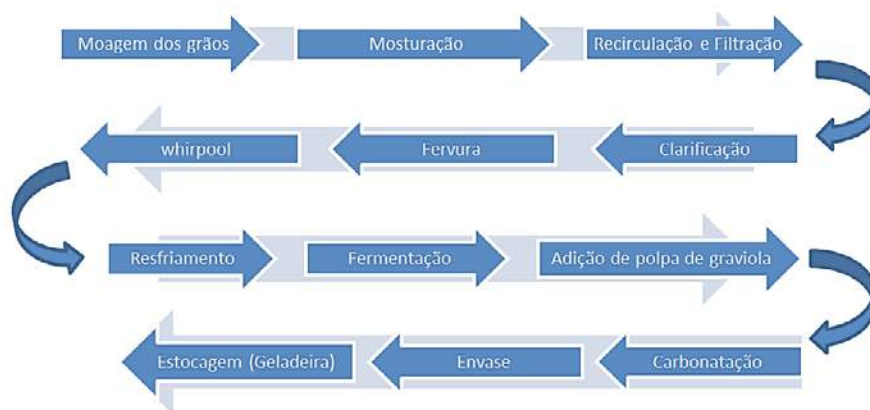 Moagem dos grãos
Mosturação
Recirculação e Filtração
Clarificação
Fervura
whirpool
Resfriamento
Fermentação
Adição de polpa de graviola
Carbonatação
Envase
Estocagem (Geladeira)